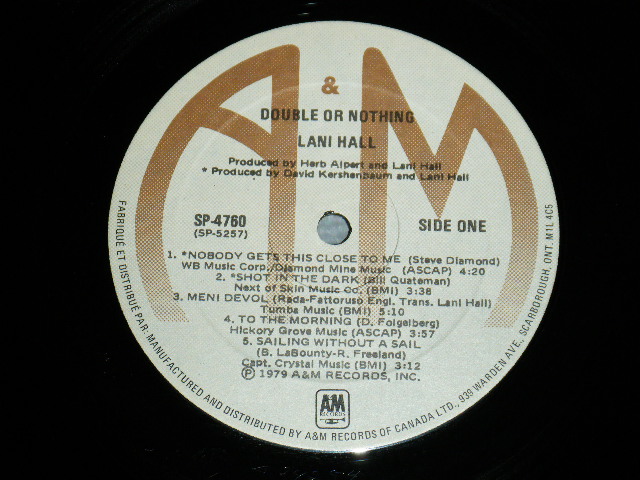 A & M
DOUBLE OR NOTHING
LANI HALL
Produced by Herb Alpert and Lani Hall
* Produced by David Kershenbaum and Lani Hall
SP-4760
(SP-5257)
SIDE ONE
1. *NOBODY GETS THIS CLOSE TO ME (Steve Diamond)
WB Music Corp./Diamond Mine Music (ASCAP) 4:20
2. *SHOT IN THE DARK (Bill Quateman)
Next of Skin Music Co. (BMI) 3:38
3. MENI DEVOL (Rada-Fattoruso Engl. Trans. Lani Hall)
Tumba Music (BMI) 5:10
4. TO THE MORNING (D. Folgelberg)
Hickory Grove Music (ASCAP) 3:57
5. SAILING WITHOUT A SAIL
(B. LaBounty-R. Freeland)
Capt. Crystal Music (BMI) 3:12
Ⓟ 1979 A&M RECORDS, INC.
A&M
RECORDS
FABRIQUÉ ET DISTRIBUÉ PAR: MANUFACTURED AND DISTRIBUTED BY A&M RECORDS OF CANADA LTD., 939 WARDEN AVE., SCARBOROUGH, ONT. M1L 4C5